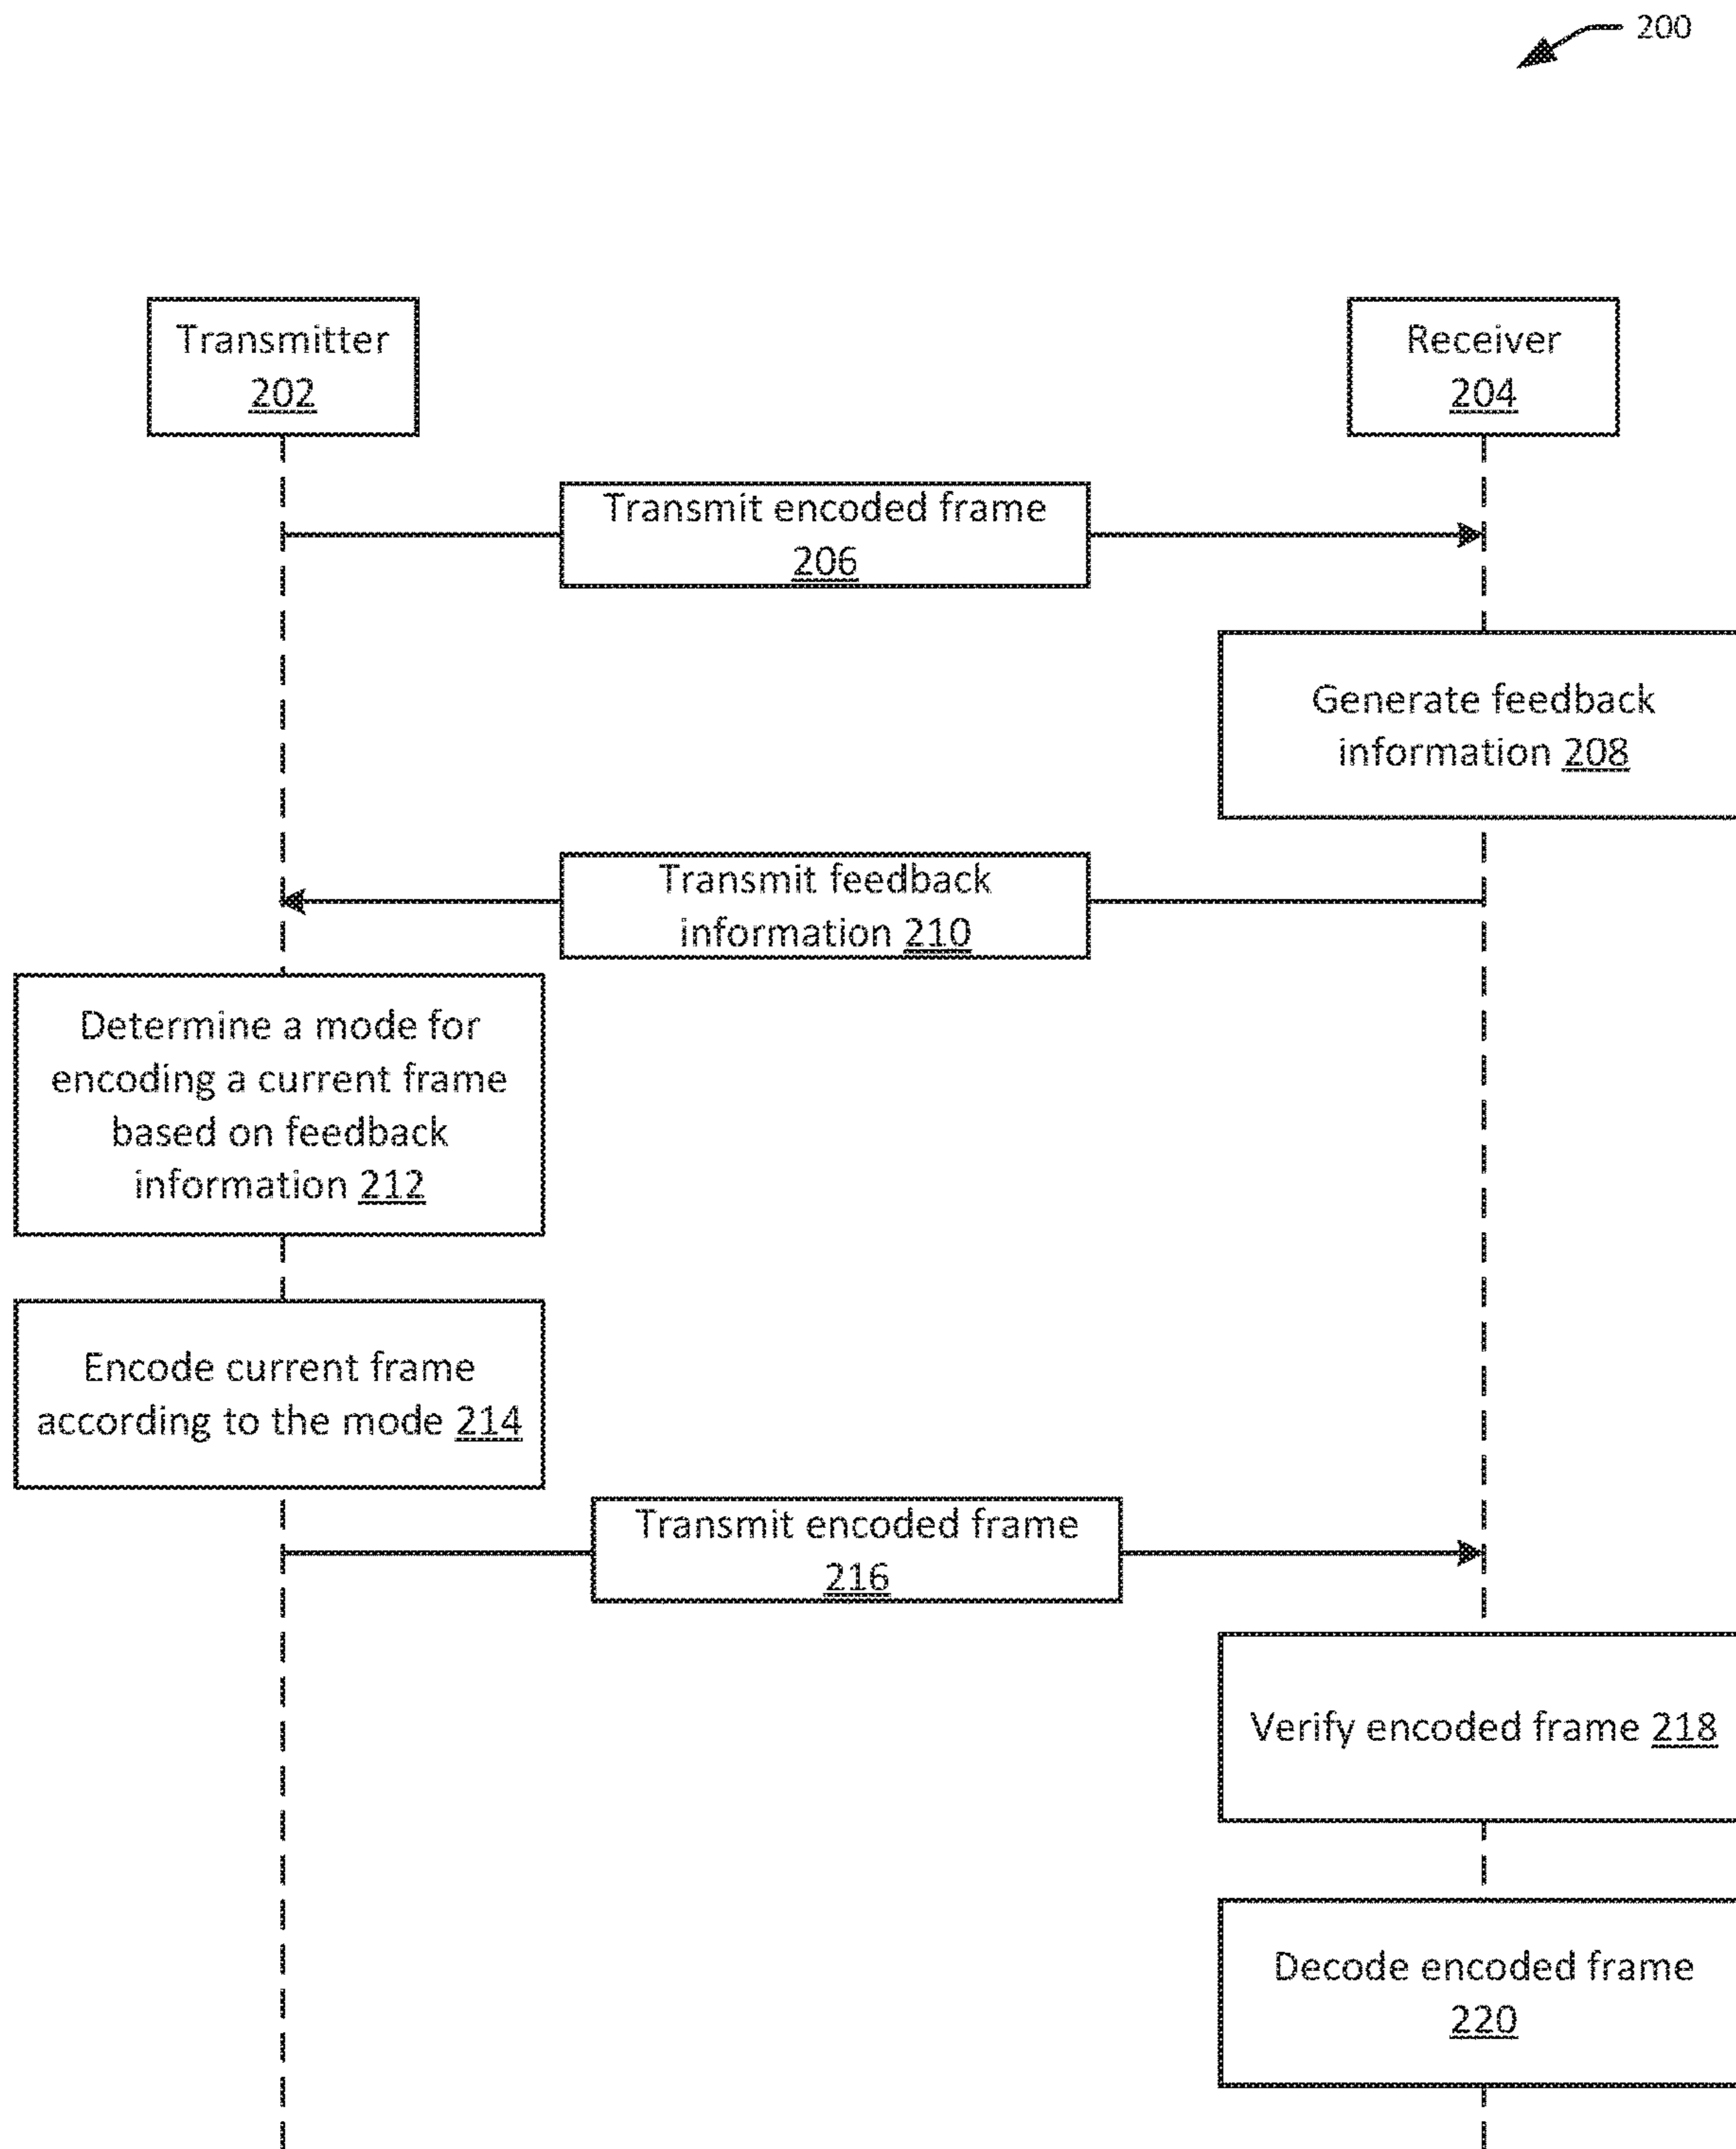 200
Transmitter
202
Receiver
204
Transmit encoded frame
206
Generate feedback
information 208
Transmit feedback
information 210
Determine a mode for
encoding a current frame
based on feedback
information 212
Encode current frame
according to the mode 214
Transmit encoded frame
216
Verify encoded frame 218
Decode encoded frame
220